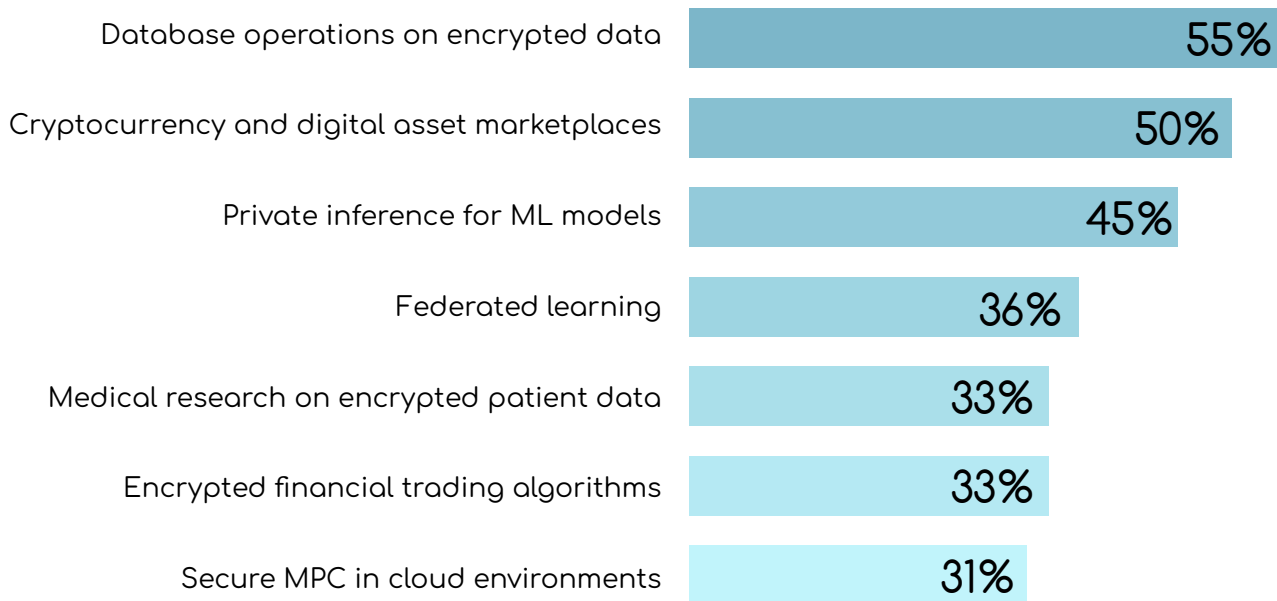 Database operations on encrypted data 55%
Cryptocurrency and digital asset marketplaces 50%
Private inference for ML models 45%
Federated learning 36%
Medical research on encrypted patient data 33%
Encrypted financial trading algorithms 33%
Secure MPC in cloud environments 31%